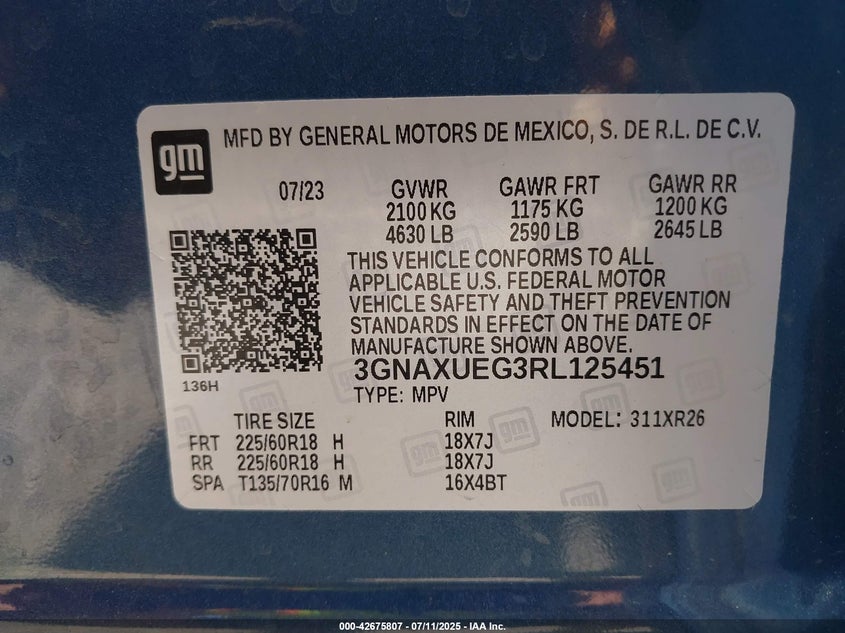 gm
MFD BY GENERAL MOTORS DE MEXICO, S. DE R.L. DE C.V.
07/23 GVWR GAWR FRT GAWR RR
2100 KG 1175 KG 1200 KG
4630 LB 2590 LB 2645 LB
THIS VEHICLE CONFORMS TO ALL
APPLICABLE U.S. FEDERAL MOTOR
VEHICLE SAFETY AND THEFT PREVENTION
STANDARDS IN EFFECT ON THE DATE OF
MANUFACTURE SHOWN ABOVE.
3GNAXUEG3RL125451
136H
TYPE: MPV
TIRE SIZE RIM MODEL: 311XR26
FRT 225/60R18 H 18X7J
RR 225/60R18 H 18X7J
SPA T135/70R16 M 16X4BT
000-42675807 - 07/11/2025 - IAA Inc.